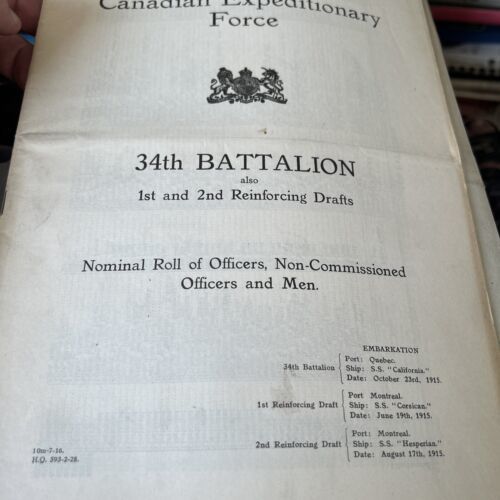 Canadian Expeditionary
Force
34th BATTALION
also
1st and 2nd Reinforcing Drafts
Nominal Roll of Officers, Non-Commissioned
Officers and Men.
EMBARKATION
34th Battalion
Port: Quebec.
Ship: S.S. "California."
Date: October 23rd, 1915.
1st Reinforcing Draft
Port Montreal.
Ship: S.S. "Corsican."
Date: June 19th, 1915.
2nd Reinforcing Draft
Port: Montreal.
Ship: S.S. "Hesperian."
Date: August 17th, 1915.
10m-7-16.
H.Q. 593-2-28.